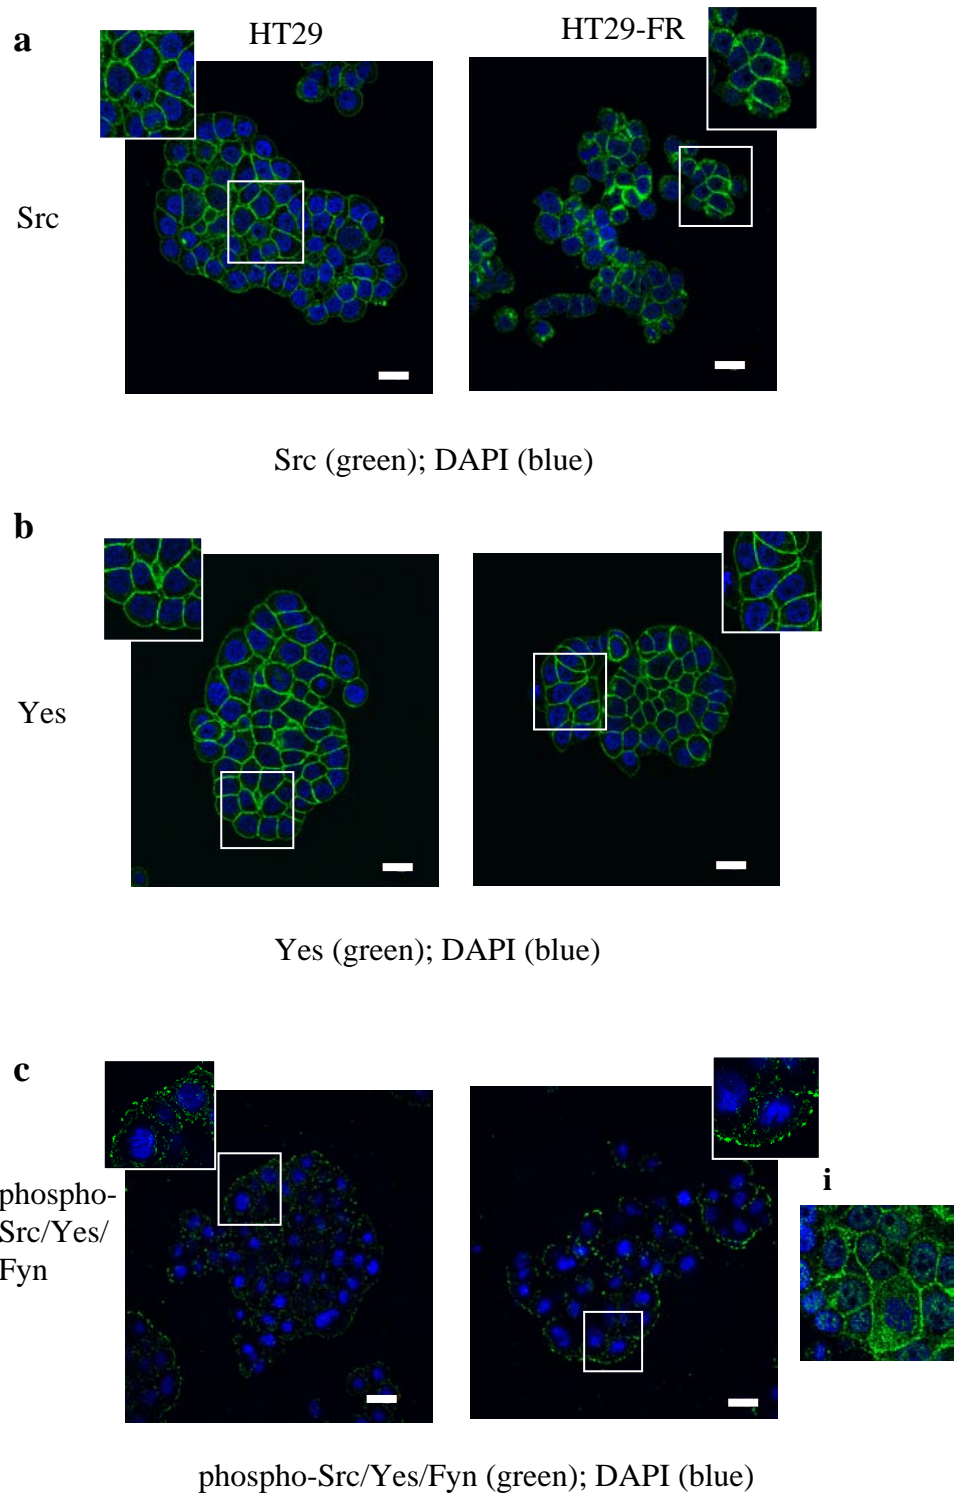 a
HT29
HT29-FR
Src
Src (green); DAPI (blue)
b
Yes
Yes (green); DAPI (blue)
c
phospho-
Src/Yes/
Fyn
i
phospho-Src/Yes/Fyn (green); DAPI (blue)